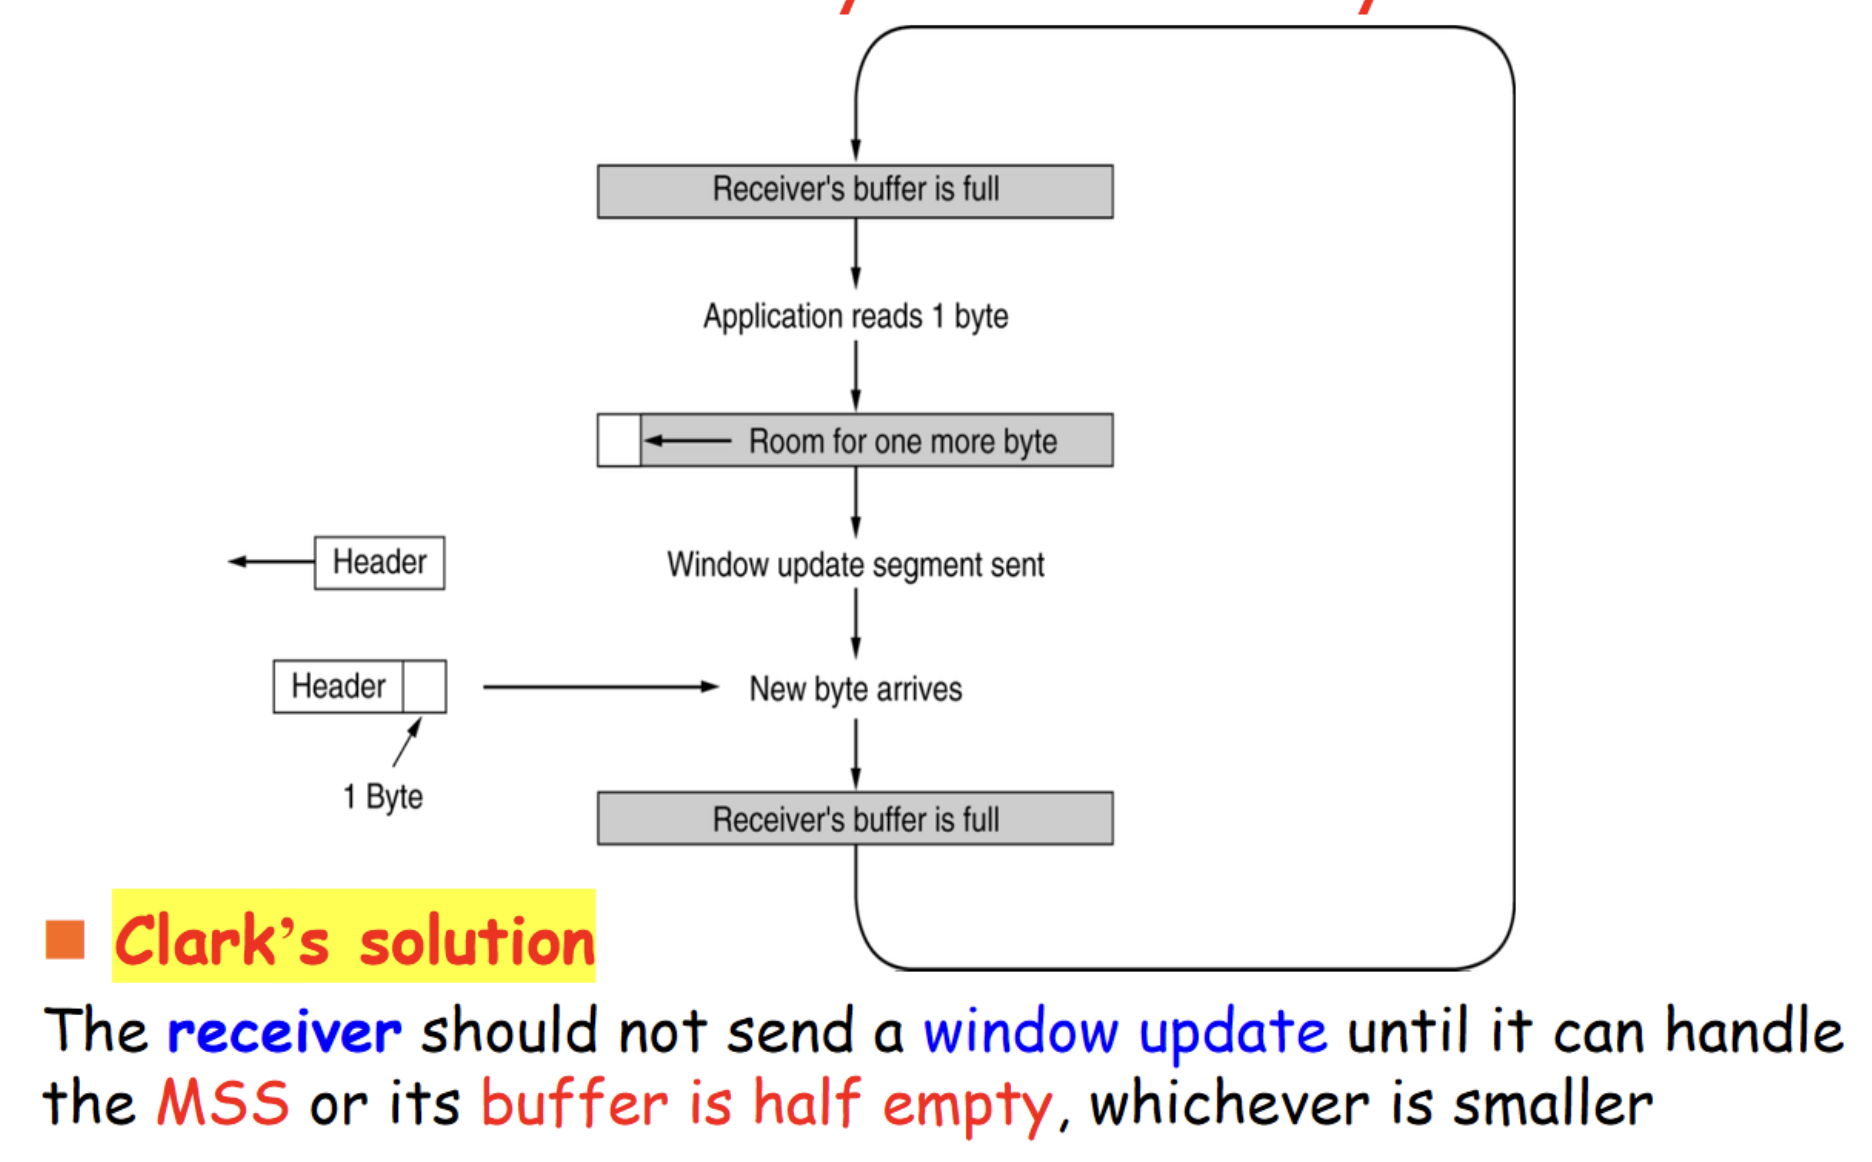 Receiver's buffer is full
Application reads 1 byte
Room for one more byte
Header
Window update segment sent
Header
New byte arrives
1 Byte
Receiver's buffer is full
Clark’s solution
The receiver should not send a window update until it can handle
the MSS or its buffer is half empty, whichever is smaller